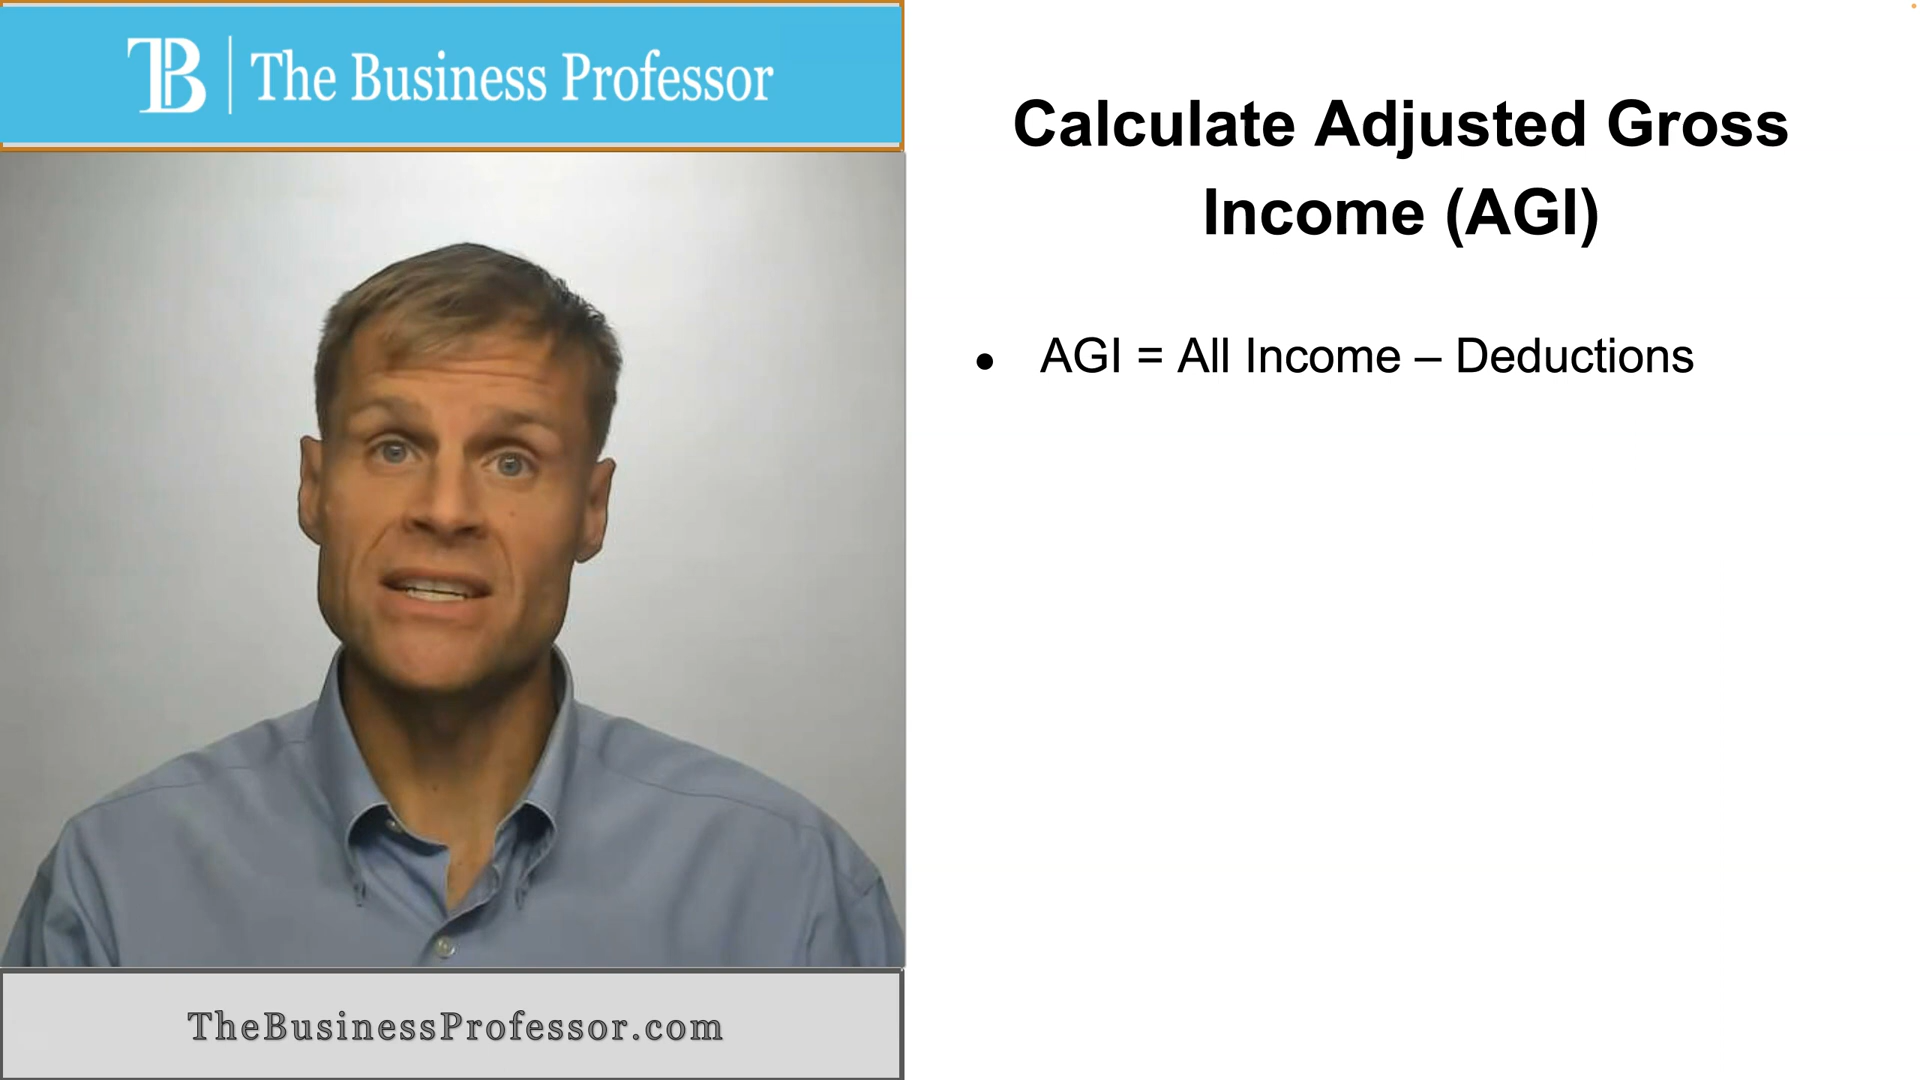 TB The Business Professor
Calculate Adjusted Gross
Income (AGI)
● AGI = All Income – Deductions
TheBusinessProfessor.com